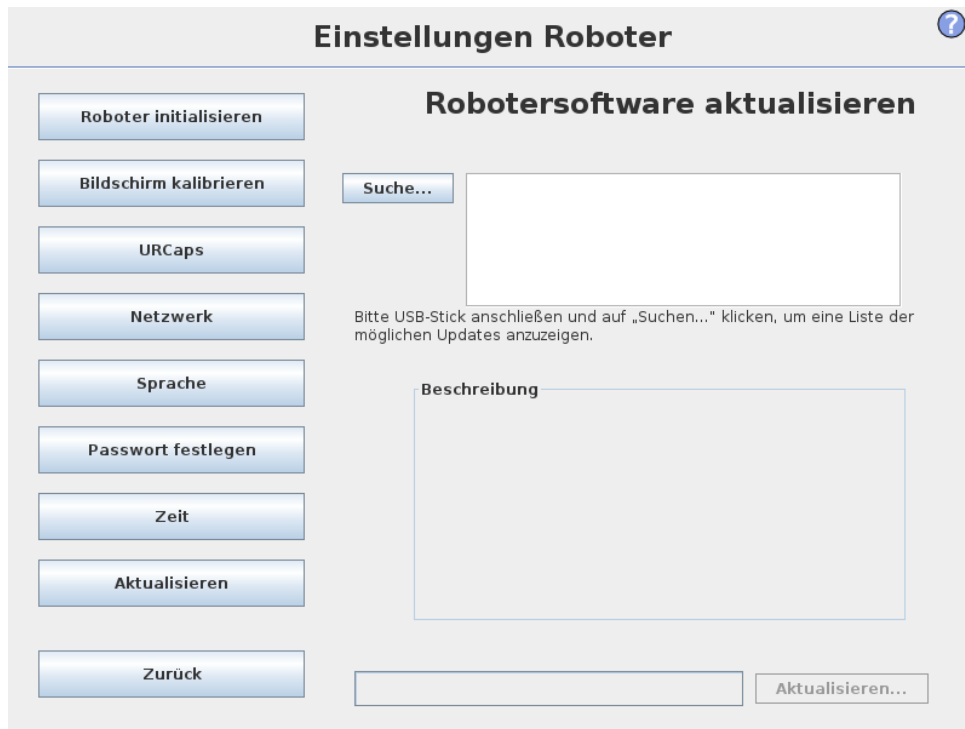 Einstellungen Roboter
?
Roboter initialisieren
Bildschirm kalibrieren
URCaps
Netzwerk
Sprache
Passwort festlegen
Zeit
Aktualisieren
Zurück
Robotersoftware aktualisieren
Suche...
Bitte USB-Stick anschließen und auf „Suchen..." klicken, um eine Liste der
möglichen Updates anzuzeigen.
Beschreibung
Aktualisieren...